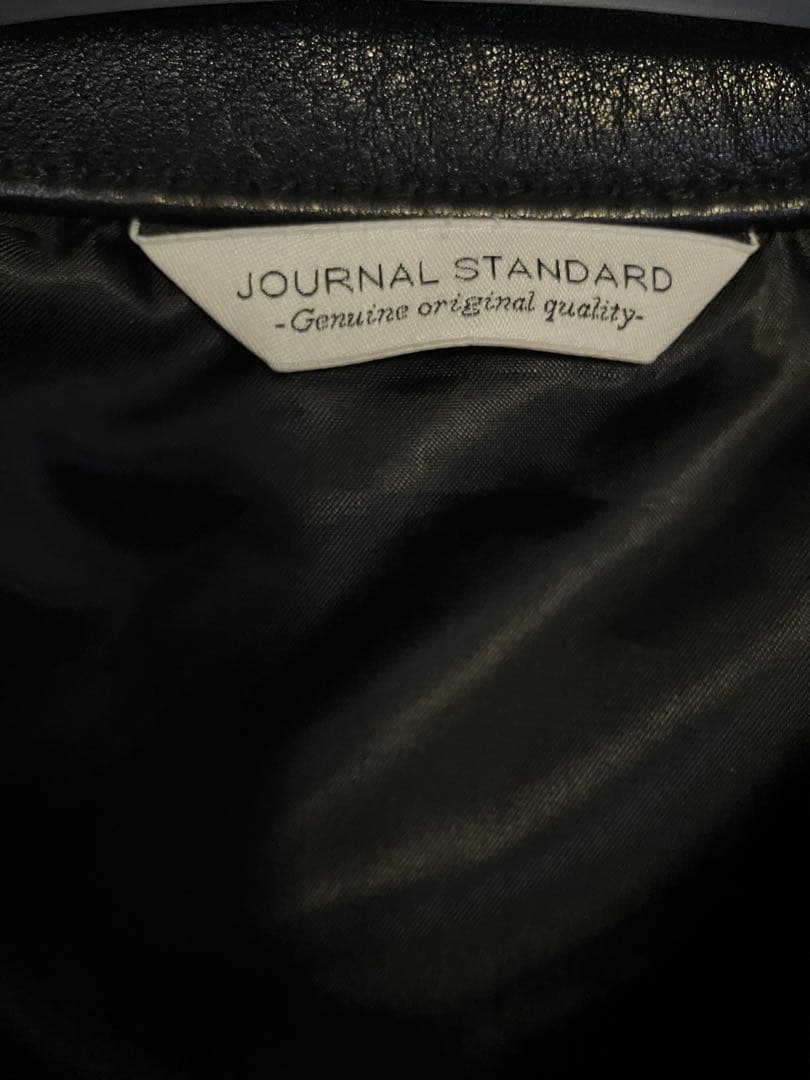 JOURNAL STANDARD
-Genuine original quality-